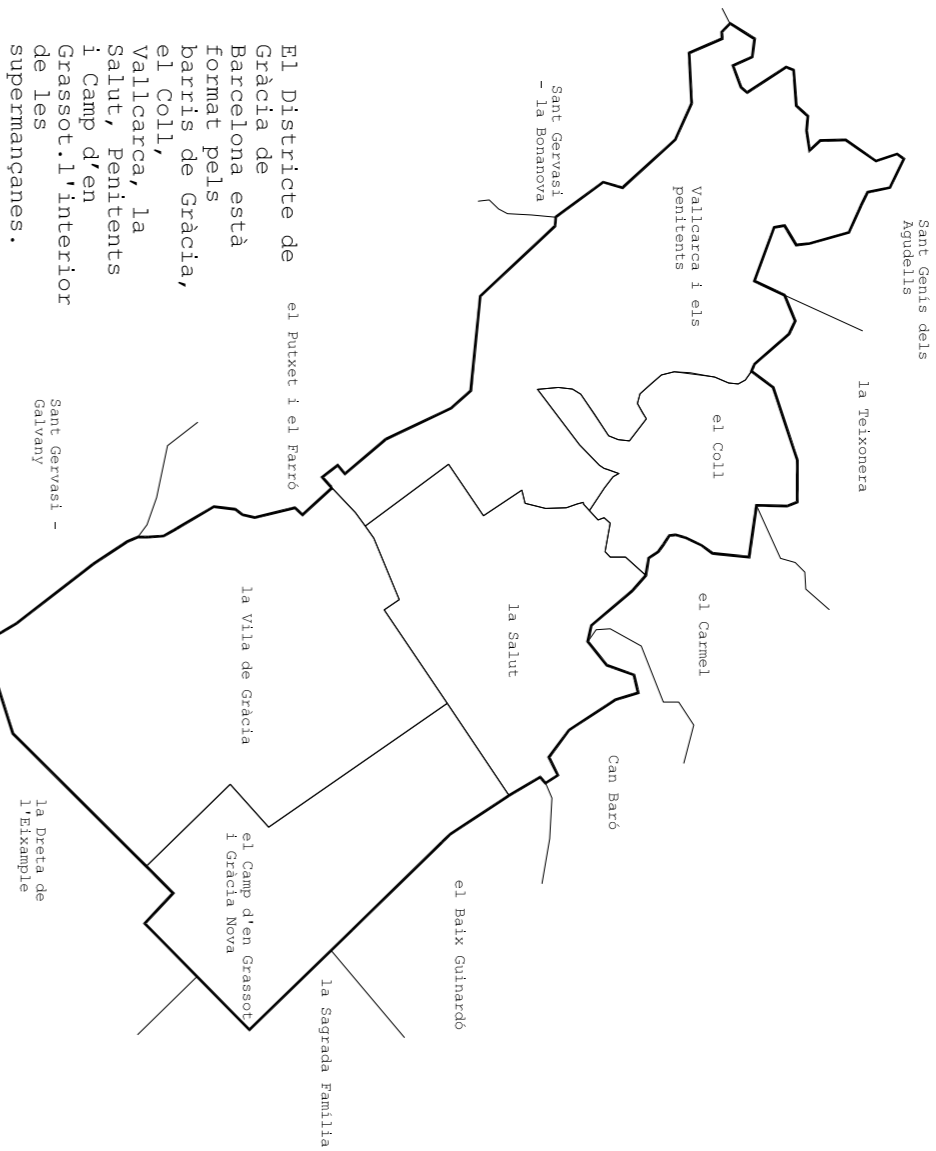 Sant Genís dels
Agudells
la Teixonera
el Coll
el Carmel
Vallcarca i els
penitents
Can Baró
Sant Gervasi
- la Bonanova
la Salut
el Baix Guinardó
la Sagrada Família
el Putxet i el Farró
la Vila de Gràcia
el Camp d'en Grassot
i Gràcia Nova
El Districte de
Gràcia de
Barcelona està
format pels
barris de Gràcia,
el Coll,
Vallcarca, la
Salut, Penitents
i Camp d'en
Grassot.l'interior
de les
supermançanes.
Sant Gervasi -
Galvany
la Dreta de
l'Eixample